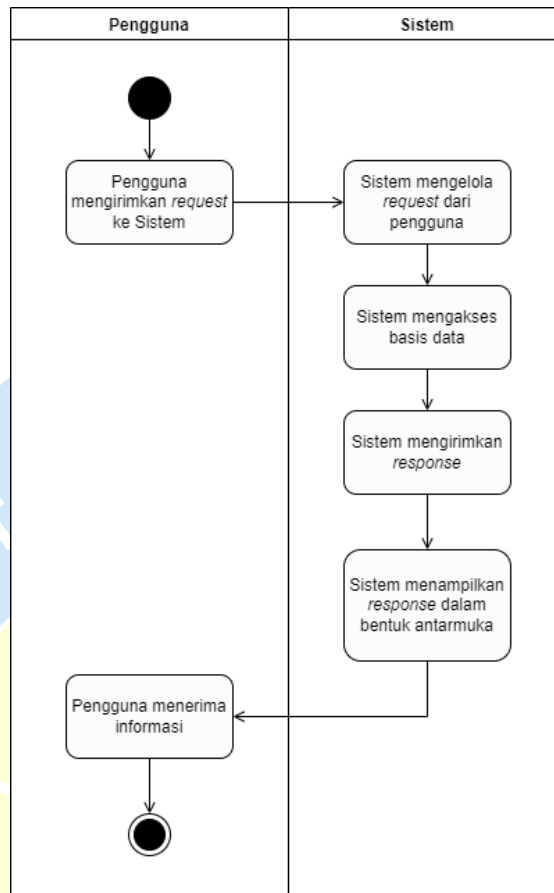 Pengguna
Sistem
Pengguna
mengirimkan request
ke Sistem
Sistem mengelola
request dari
pengguna
Sistem mengakses
basis data
Sistem mengirimkan
response
Sistem menampilkan
response dalam
bentuk antarmuka
Pengguna menerima
informasi